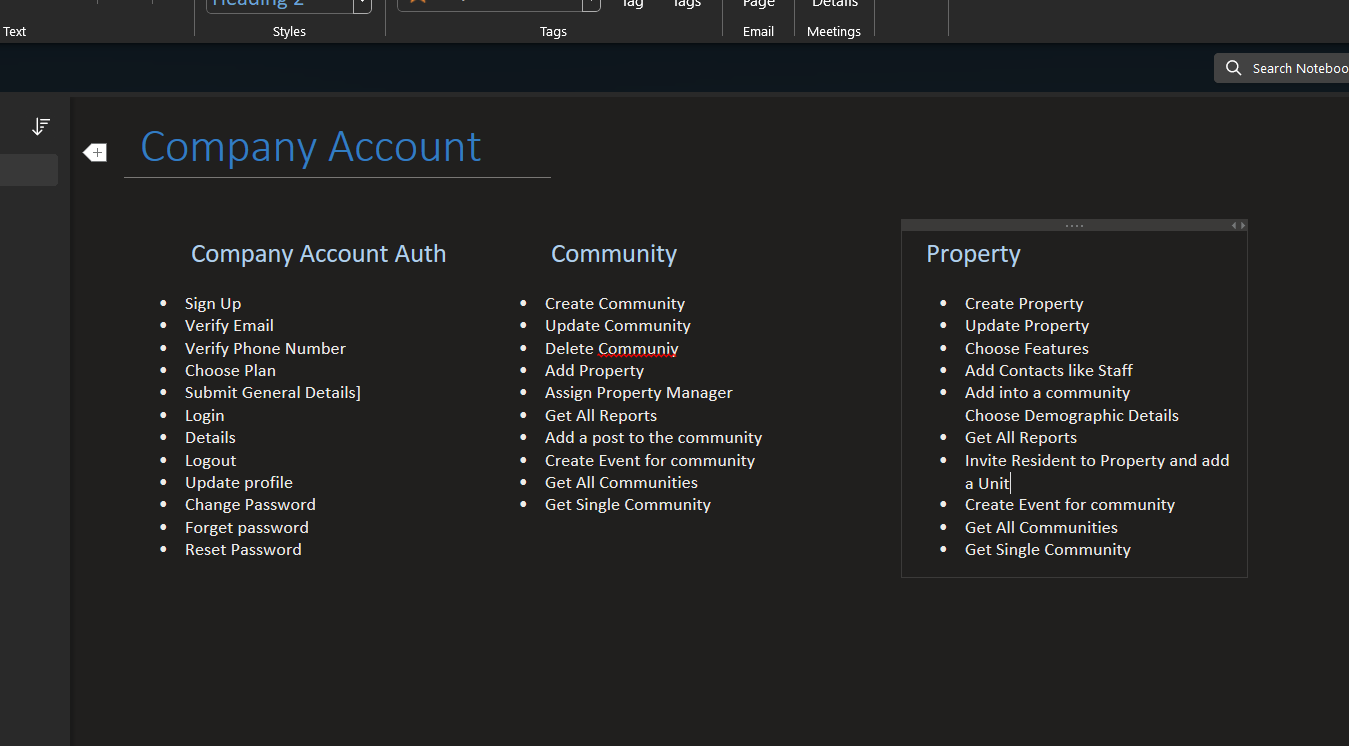 Heading 2
Tag
Tags
Page
Details
Text
Styles
Tags
Email
Meetings
Search Noteboo
Company Account
Company Account Auth
• Sign Up
• Verify Email
• Verify Phone Number
• Choose Plan
• Submit General Details]
• Login
• Details
• Logout
• Update profile
• Change Password
• Forget password
• Reset Password
Community
• Create Community
• Update Community
• Delete Communiv
• Add Property
• Assign Property Manager
• Get All Reports
• Add a post to the community
• Create Event for community
• Get All Communities
• Get Single Community
Property
• Create Property
• Update Property
• Choose Features
• Add Contacts like Staff
• Add into a community
Choose Demographic Details
• Get All Reports
• Invite Resident to Property and add
a Unit
• Create Event for community
• Get All Communities
• Get Single Community